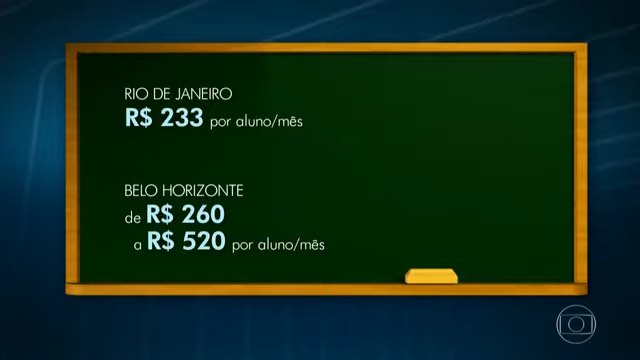 RIO DE JANEIRO
R$ 233 por aluno/mês
BELO HORIZONTE
de R$ 260
a R$ 520 por aluno/mês